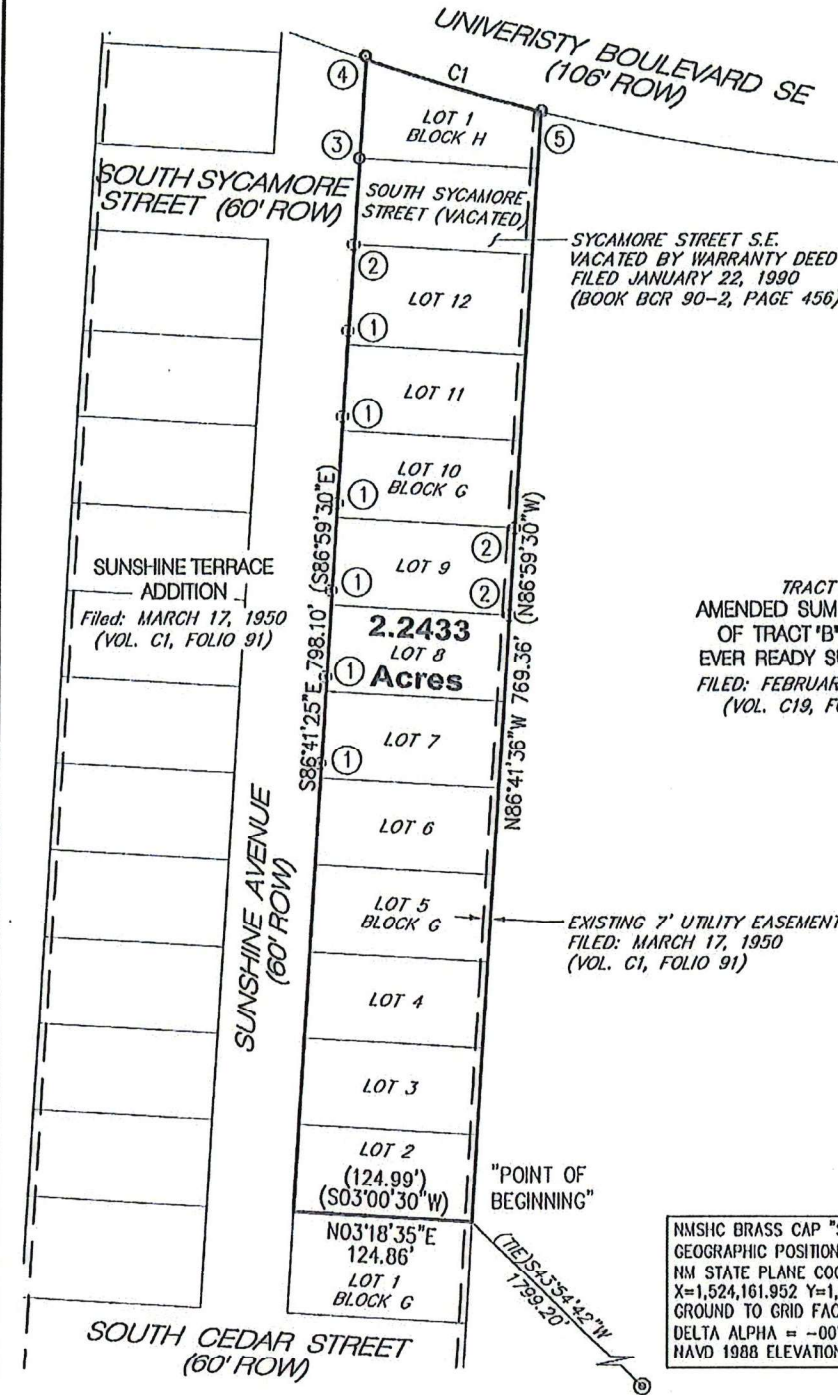 UNIVERISTY BOULEVARD SE
(106' ROW)
4
C1
5
LOT 1
BLOCK H
3
SOUTH SYCAMORE
STREET (60' ROW)
SOUTH SYCAMORE
STREET (VACATED)
SYCAMORE STREET S.E.
VACATED BY WARRANTY DEED
FILED JANUARY 22, 1990
(BOOK BCR 90-2, PAGE 456)
2
LOT 12
1
LOT 11
1
LOT 10
BLOCK G
1
2
LOT 9
1
2
SUNSHINE TERRACE
ADDITION
Filed: MARCH 17, 1950
(VOL. C1, FOLIO 91)
S86°41'25"E 798.10' (S86°59'30"E)
2.2433
LOT 8
Acres
1
N86°41'36"W 769.36' (N86°59'30"W)
TRACT
AMENDED SUM
OF TRACT "B"
EVER READY
FILED:
(VOL. C19,
LOT 7
1
LOT 6
SUNSHINE AVENUE
(60' ROW)
LOT 5
BLOCK G
EXISTING 7' UTILITY EASEMENT
FILED: MARCH 17, 1950
(VOL. C1, FOLIO 91)
LOT 4
LOT 3
LOT 2
(124.99')
(S03°00'30"W)
"POINT OF
BEGINNING"
N03°18'35"E
124.86'
LOT 1
BLOCK G
(TIE)S43°54'42"W
1799.20'
SOUTH CEDAR STREET
(60' ROW)
NMSHC BRASS CAP
GEOGRAPHIC POSITION
NM STATE PLANE
X=1,524,161.952 Y=1,
GROUND TO GRID
DELTA ALPHA = -00
NAVD 1988 ELEVATION